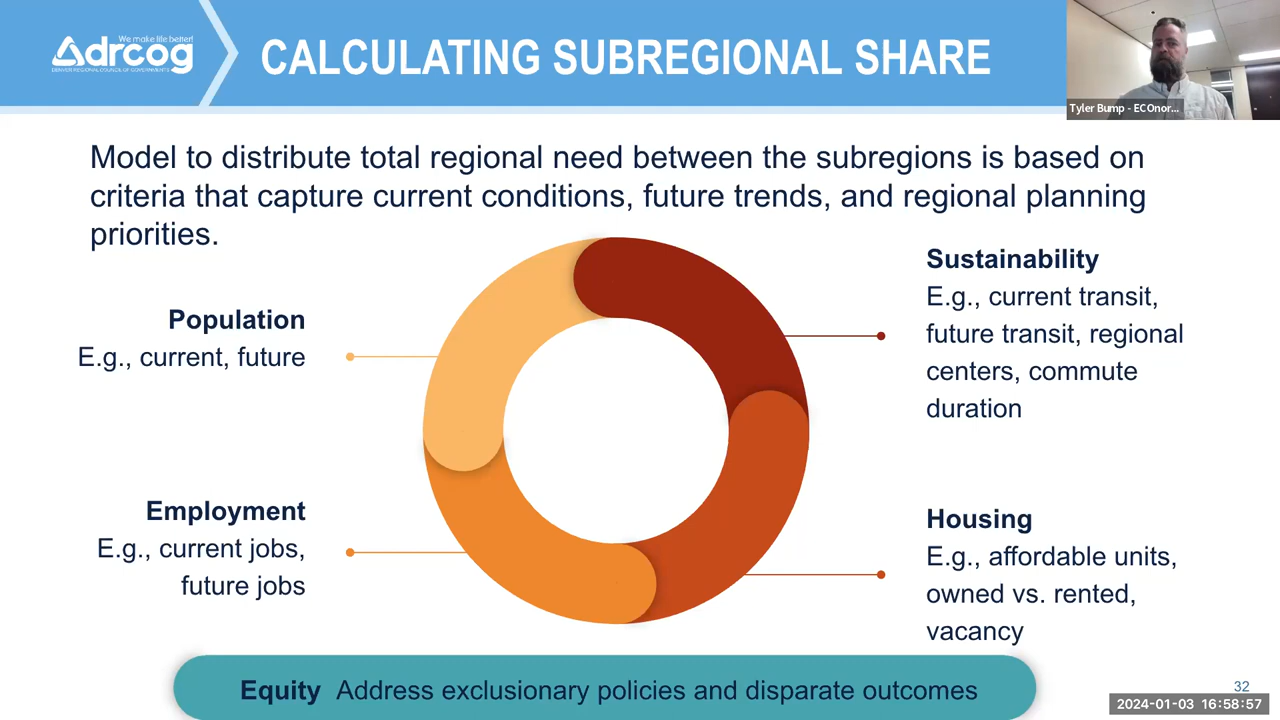 We make life better!
drcog
DENVER REGIONAL COUNCIL OF GOVERNMENTS
CALCULATING SUBREGIONAL SHARE
Tyler Bump - ECOnor...
Model to distribute total regional need between the subregions is based on
criteria that capture current conditions, future trends, and regional planning
priorities.
Population
E.g., current, future
Sustainability
E.g., current transit,
future transit, regional
centers, commute
duration
Employment
E.g., current jobs,
future jobs
Housing
E.g., affordable units,
owned vs. rented,
vacancy
Equity Address exclusionary policies and disparate outcomes
32
2024-01-03 16:58:57